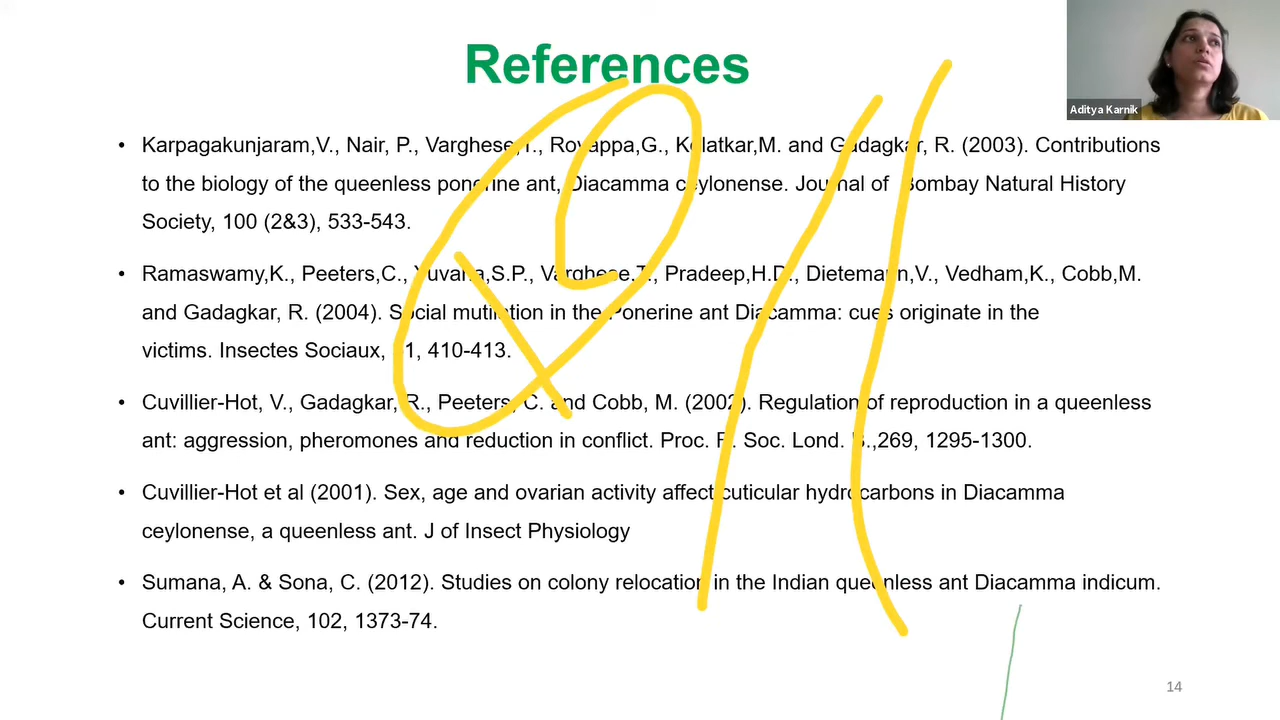 References
Aditya Karnik
• Karpagakunjaram,V., Nair, P., Varghese,T., Royappa,G., Kolatkar,M. and Gadagkar, R. (2003). Contributions
to the biology of the queenless ponerine ant, Diacamma ceylonense. Journal of Bombay Natural History
Society, 100 (2&3), 533-543.
• Ramaswamy,K., Peeters,C., Yuvana,S.P., Varghese,T., Pradeep,H.D., Dietemann,V., Vedham,K., Cobb,M.
and Gadagkar, R. (2004). Social mutilation in the Ponerine ant Diacamma: cues originate in the
victims. Insectes Sociaux, 51, 410-413.
• Cuvillier-Hot, V., Gadagkar, R., Peeters, C. and Cobb, M. (2002). Regulation of reproduction in a queenless
ant: aggression, pheromones and reduction in conflict. Proc. R. Soc. Lond. B.,269, 1295-1300.
• Cuvillier-Hot et al (2001). Sex, age and ovarian activity affect cuticular hydrocarbons in Diacamma
ceylonense, a queenless ant. J of Insect Physiology
• Sumana, A. & Sona, C. (2012). Studies on colony relocation in the Indian queenless ant Diacamma indicum.
Current Science, 102, 1373-74.
14